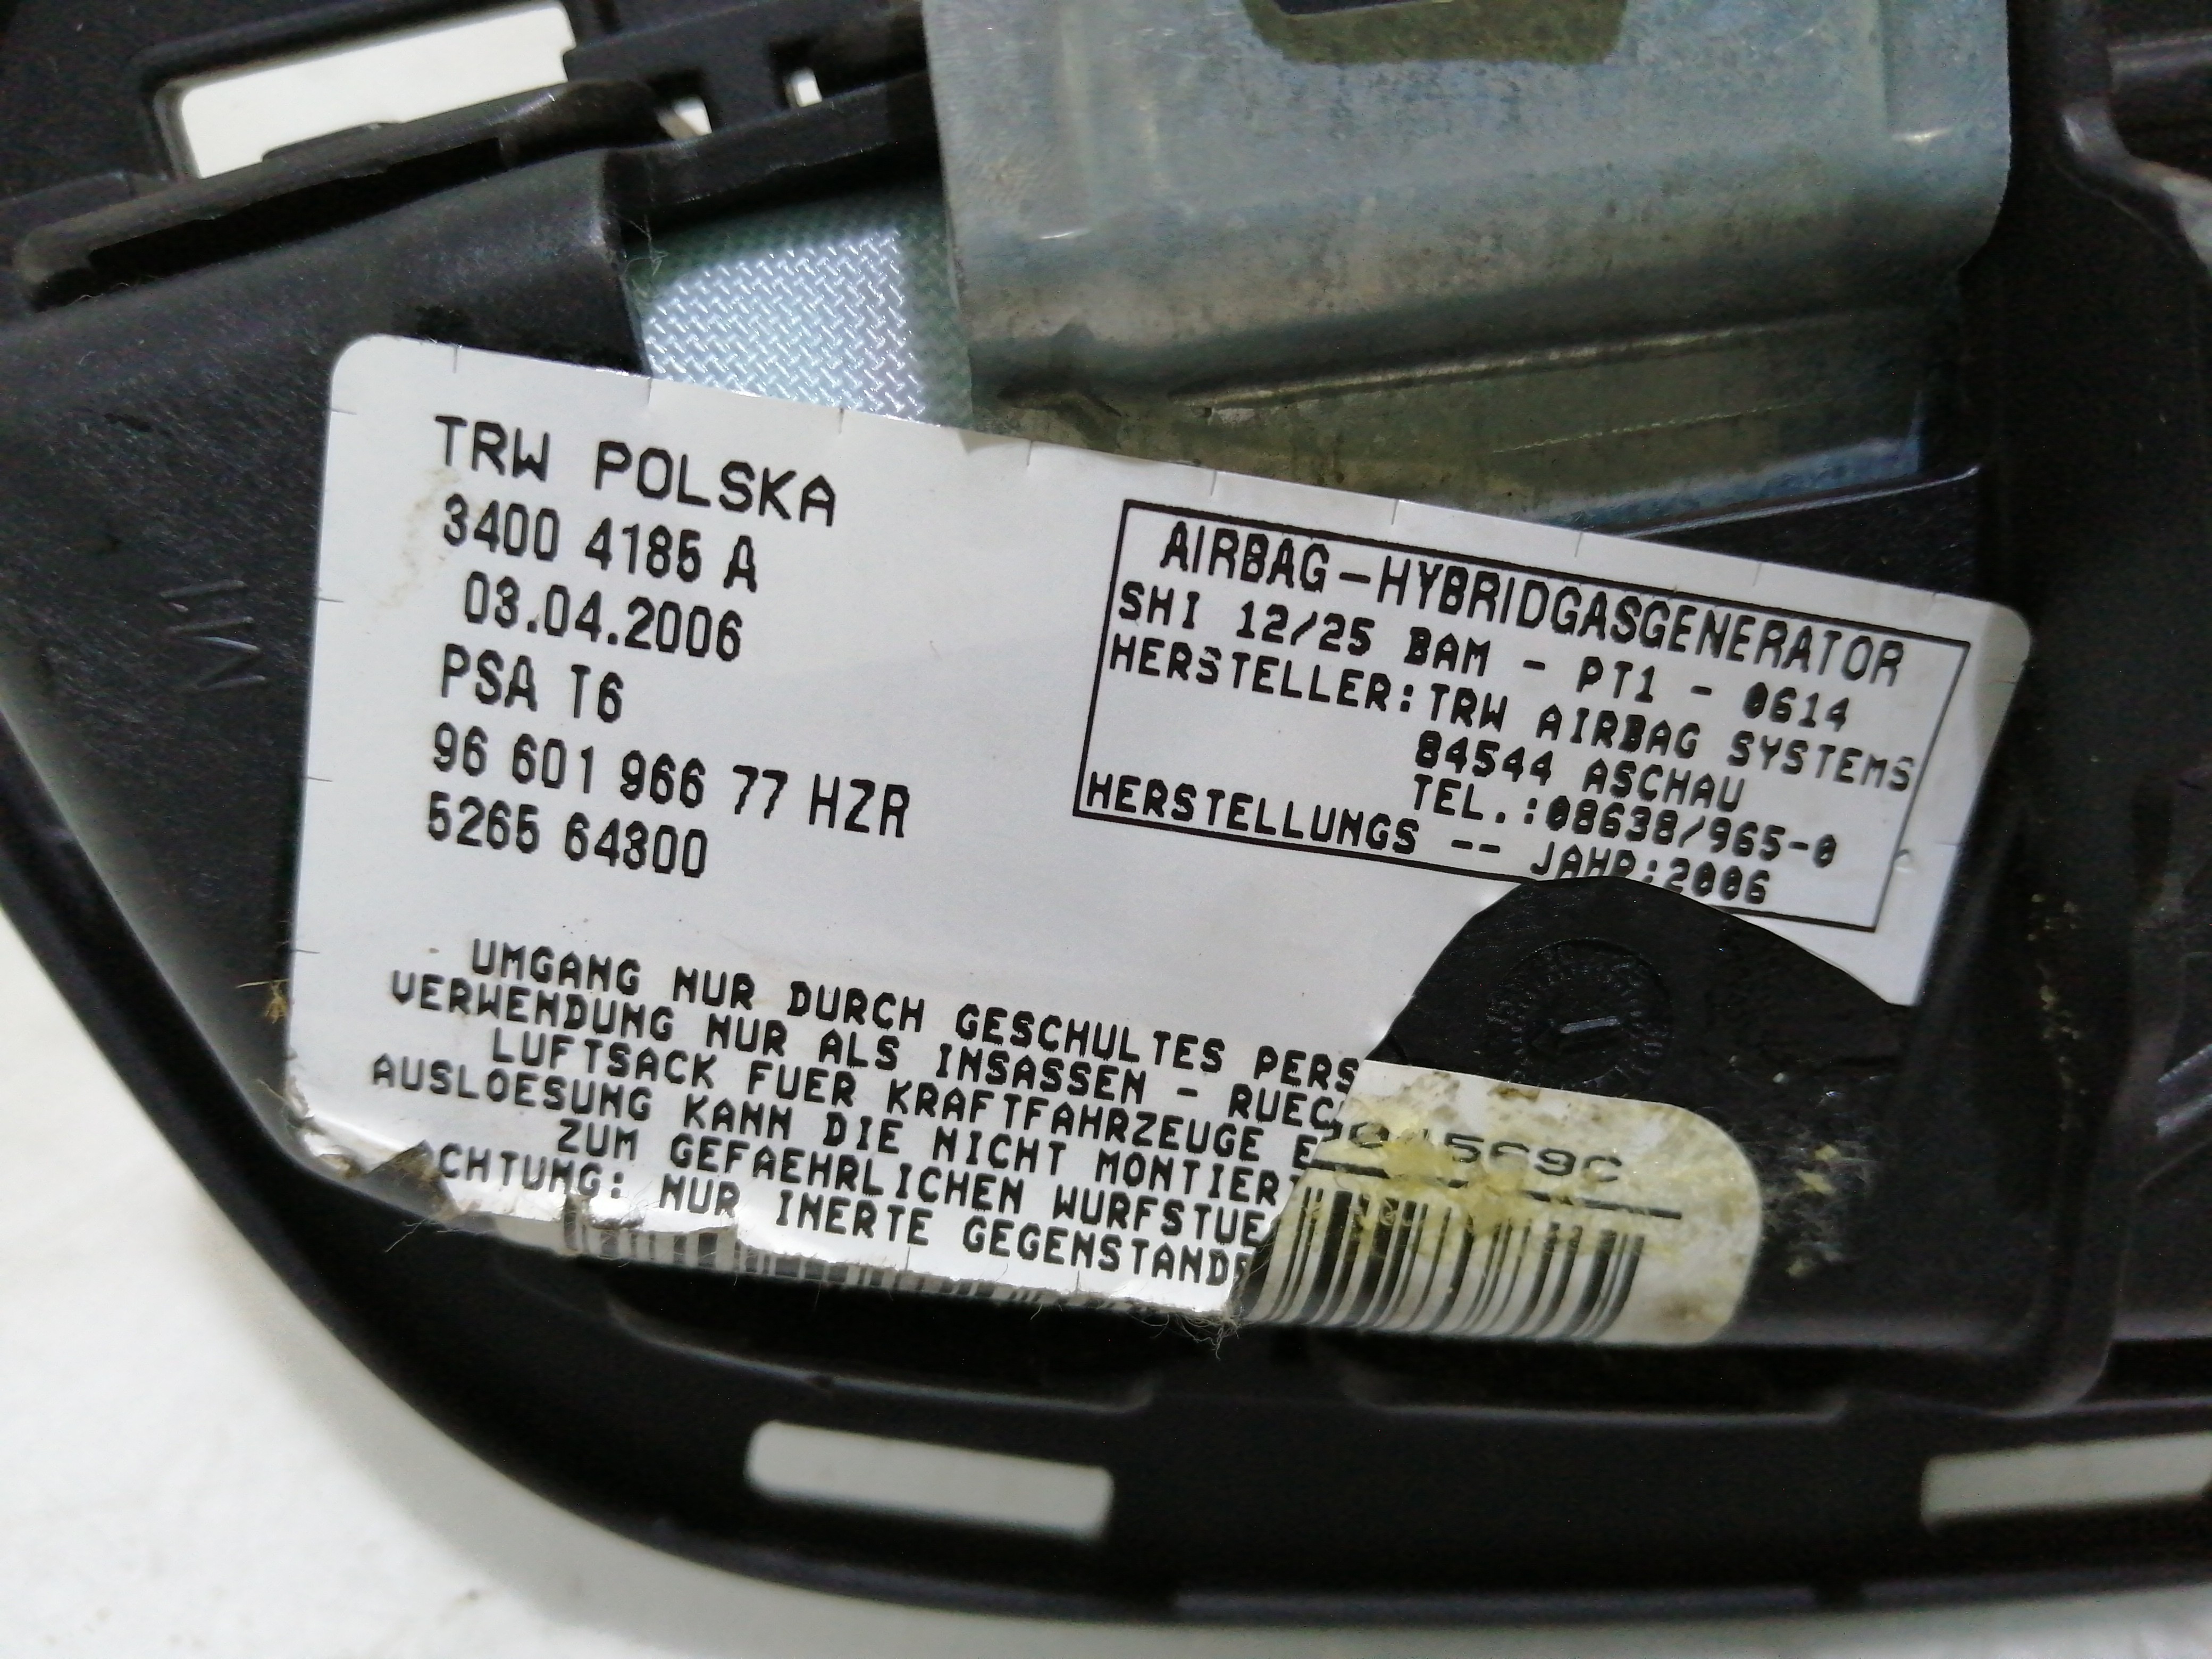 TRW POLSKA
3400 4185 A
03.04.2006
PSA T6
96 601 966 77 HZR
5265 64300
AIRBAG-HYBRIDGASGENERATOR
SHI 12/25 BAM - PT1 - 0614
HERSTELLER: TRW AIRBAG SYSTEMS
84544 ASCHAU
TEL.:08638/965-0
HERSTELLUNGS -- JAHR:2006
UMGANG NUR DURCH GESCHULTES PERS
VERWENDUNG NUR ALS INSASSEN - RUEC
LUFTSACK FUER KRAFTFAHRZEUGE E
AUSLOESUNG KANN DIE NICHT MONTIER
ZUM GEFAEHRLICHEN WURFSTUE
ACHTUNG: NUR INERTE GEGENSTANDE